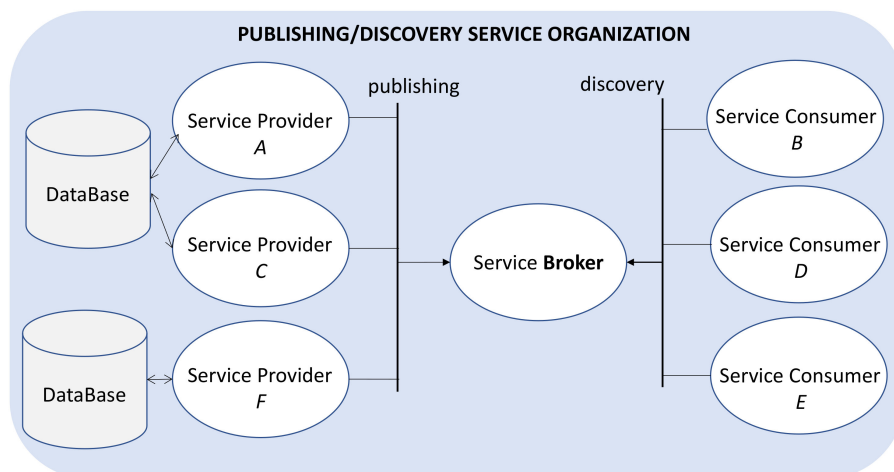 PUBLISHING/DISCOVERY SERVICE ORGANIZATION
publishing
discovery
Service Provider
A
Service Consumer
B
DataBase
Service Provider
C
Service Broker
Service Consumer
D
DataBase
Service Provider
F
Service Consumer
E